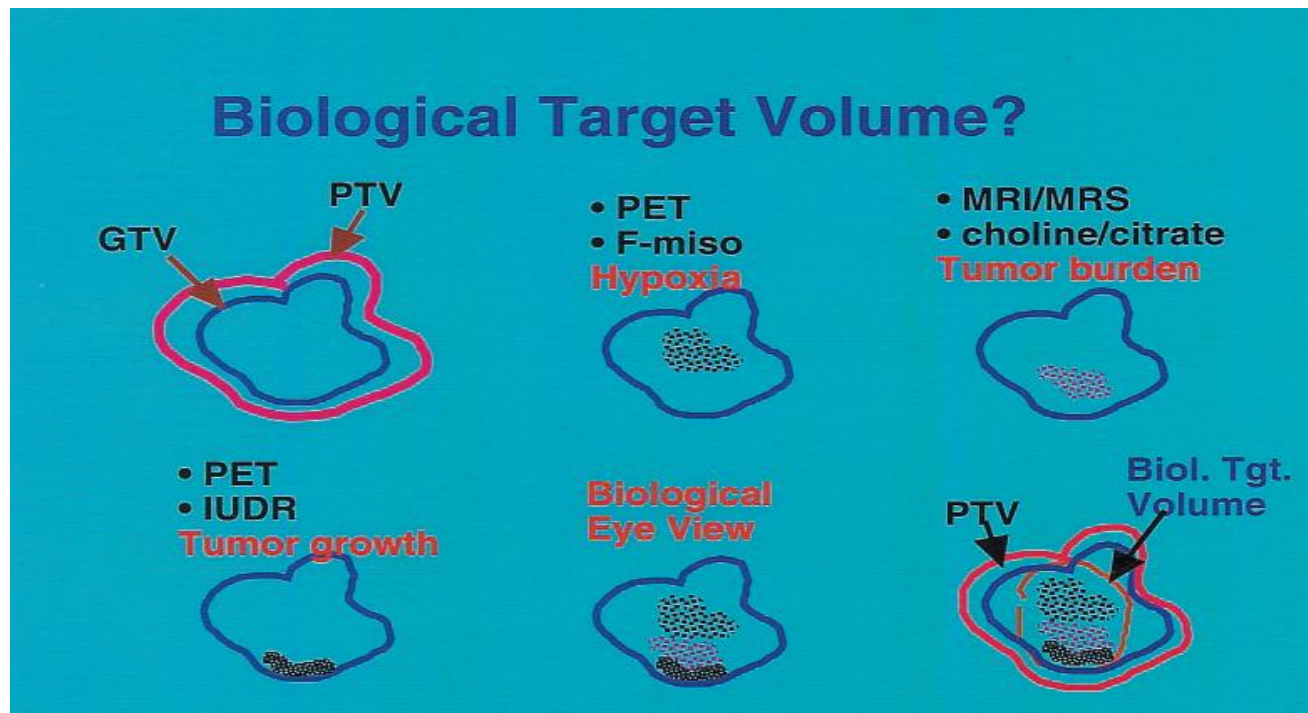 Biological Target Volume?
PTV
GTV
• PET
• F-miso
Hypoxia
• MRI/MRS
• choline/citrate
Tumor burden
• PET
• IUDR
Tumor growth
Biological
Eye View
Biol. Tgt.
Volume
PTV